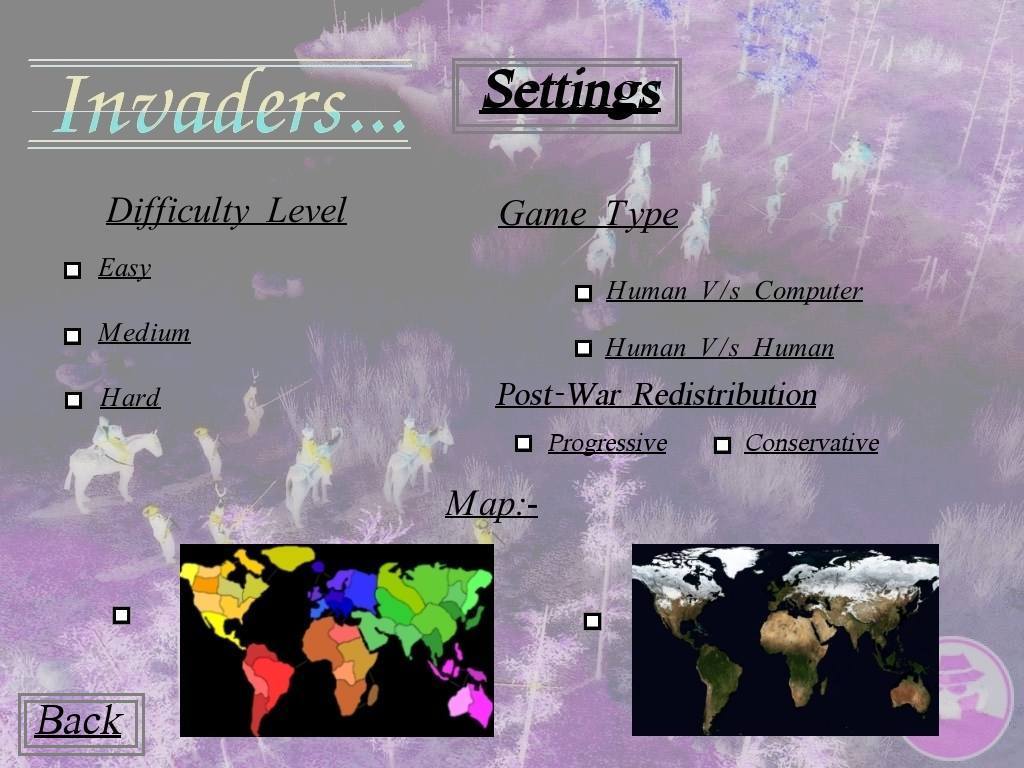 Invaders...
Settings
Difficulty Level
Easy
Medium
Hard
Game Type
Human V/s Computer
Human V/s Human
Post-War Redistribution
Progressive
Conservative
Map:-
Back